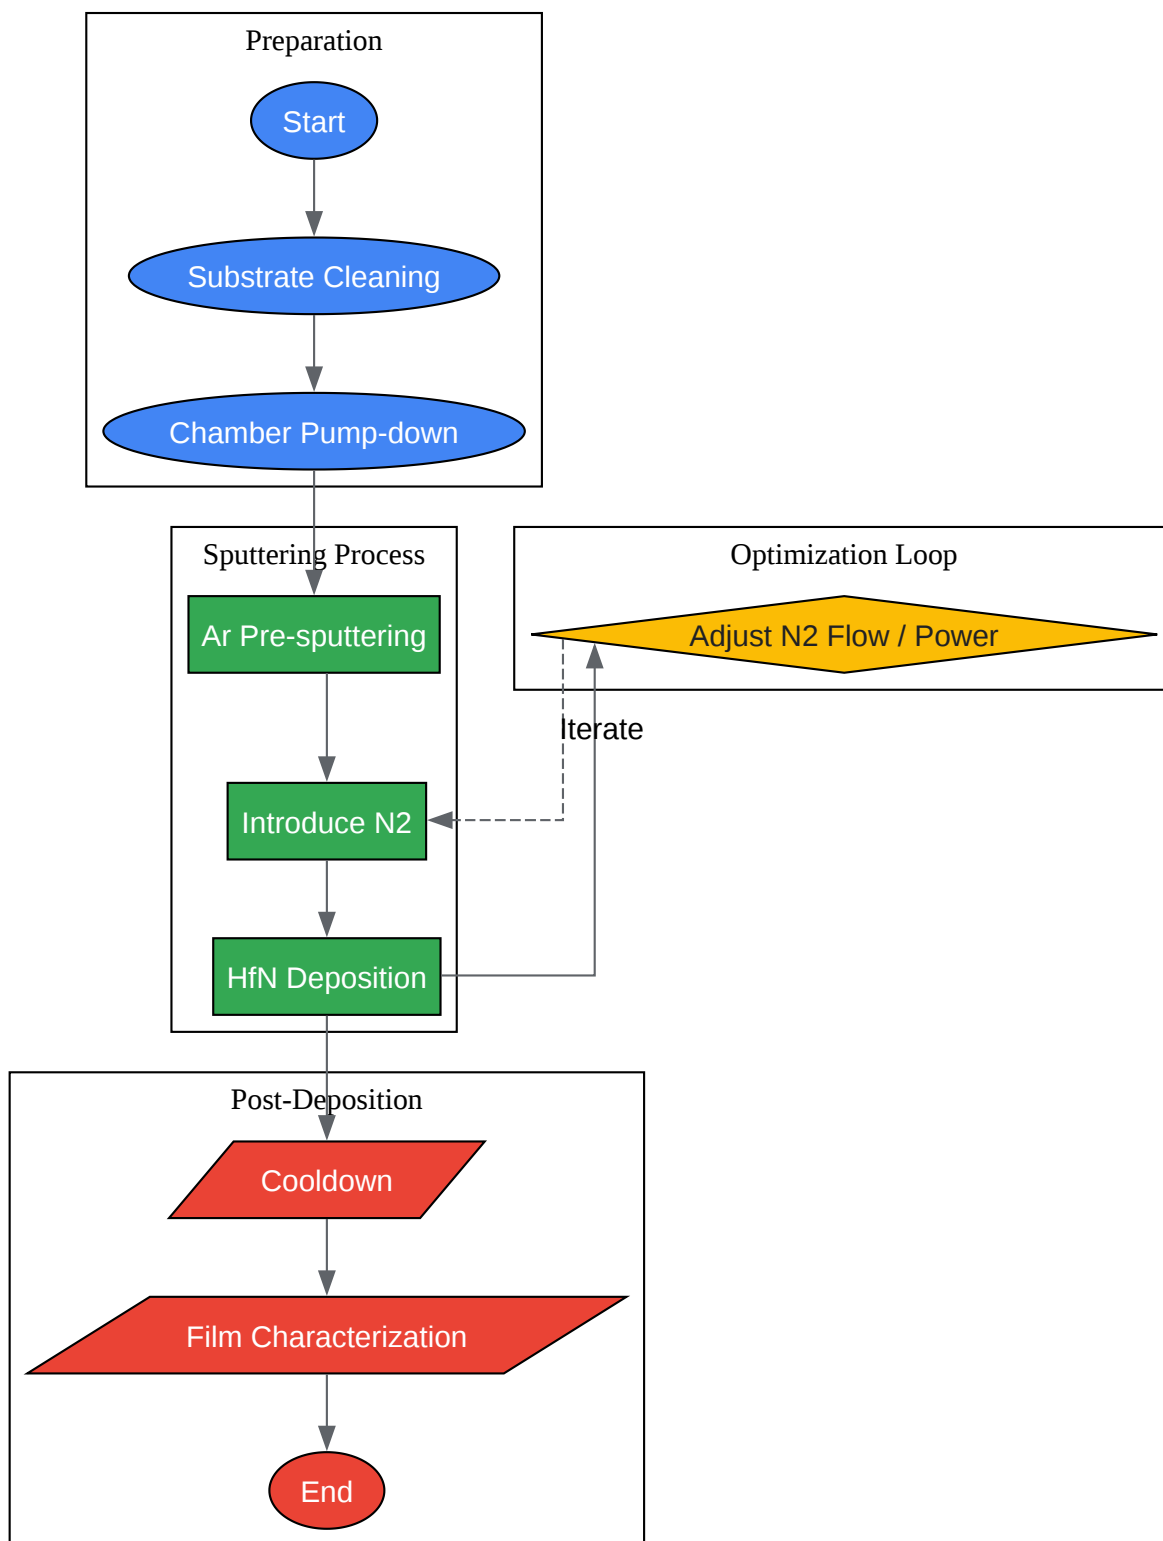 Preparation
Start
Substrate Cleaning
Chamber Pump-down
Sputtering Process
Optimization Loop
Ar Pre-sputtering
Adjust N2 Flow / Power
Iterate
Introduce N2
HfN Deposition
Post-Deposition
Cooldown
Film Characterization
End